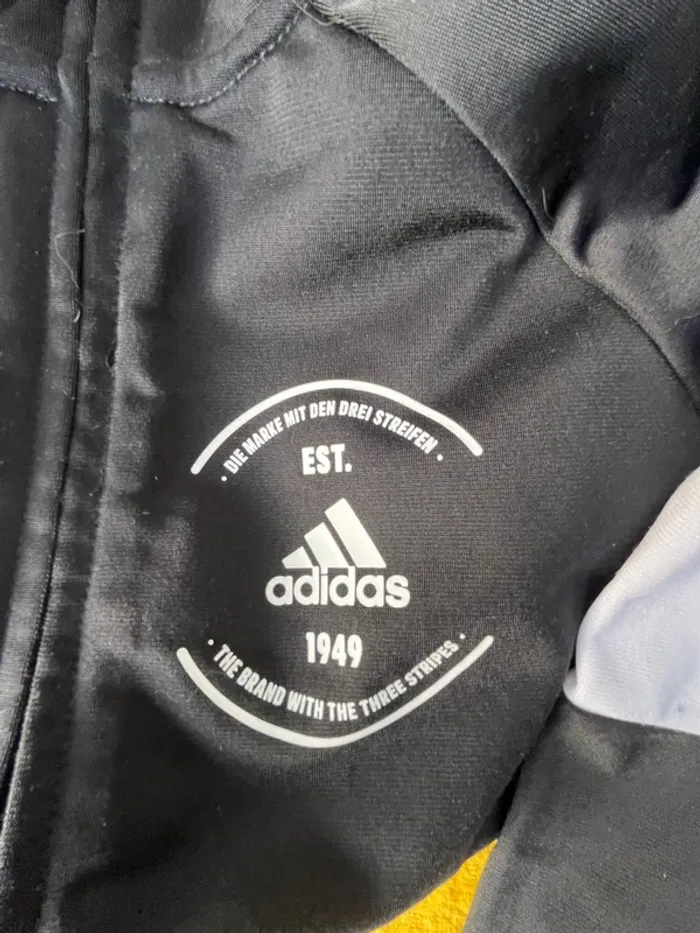 · DIE MARKE MIT DEN DREI STREIFEN ·
EST.
adidas
1949
· THE BRAND WITH THE THREE STRIPES ·